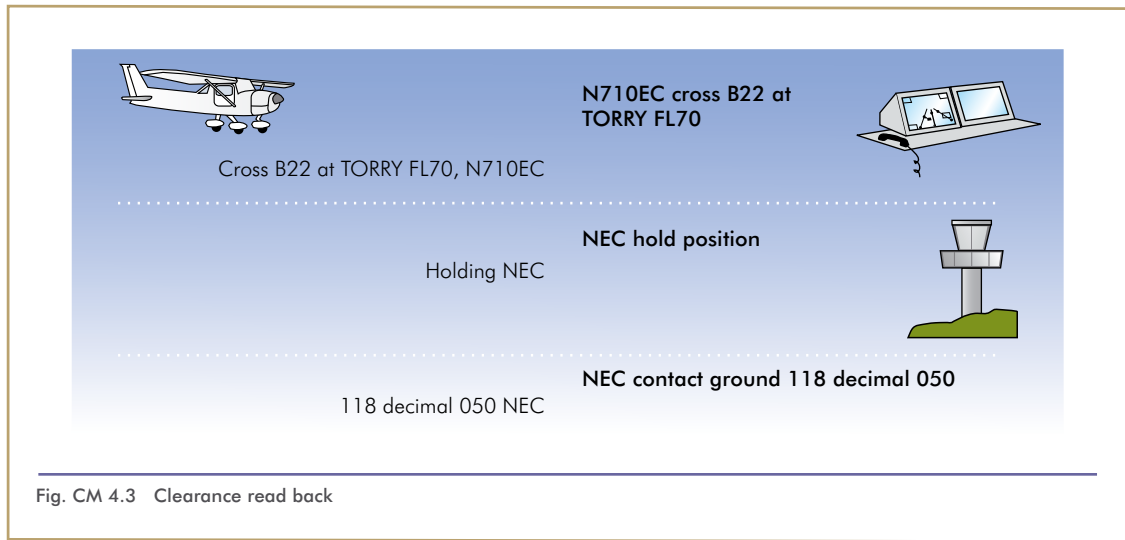 N710EC cross B22 at
TORRY FL70
Cross B22 at TORRY FL70, N710EC
NEC hold position
Holding NEC
NEC contact ground 118 decimal 050
118 decimal 050 NEC
Fig. CM 4.3 Clearance read back